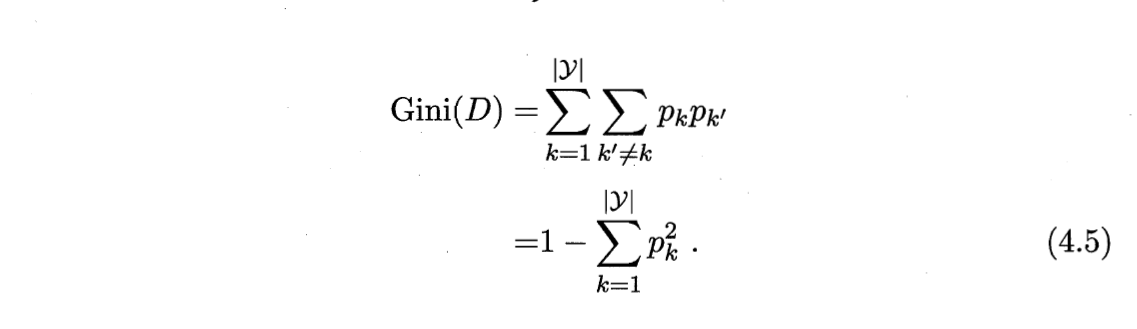 Gini(D) = \sum_{k=1}^{|\mathcal{Y}|} \sum_{k' \neq k} p_k p_{k'}
= 1 - \sum_{k=1}^{|\mathcal{Y}|} p_k^2 . (4.5)